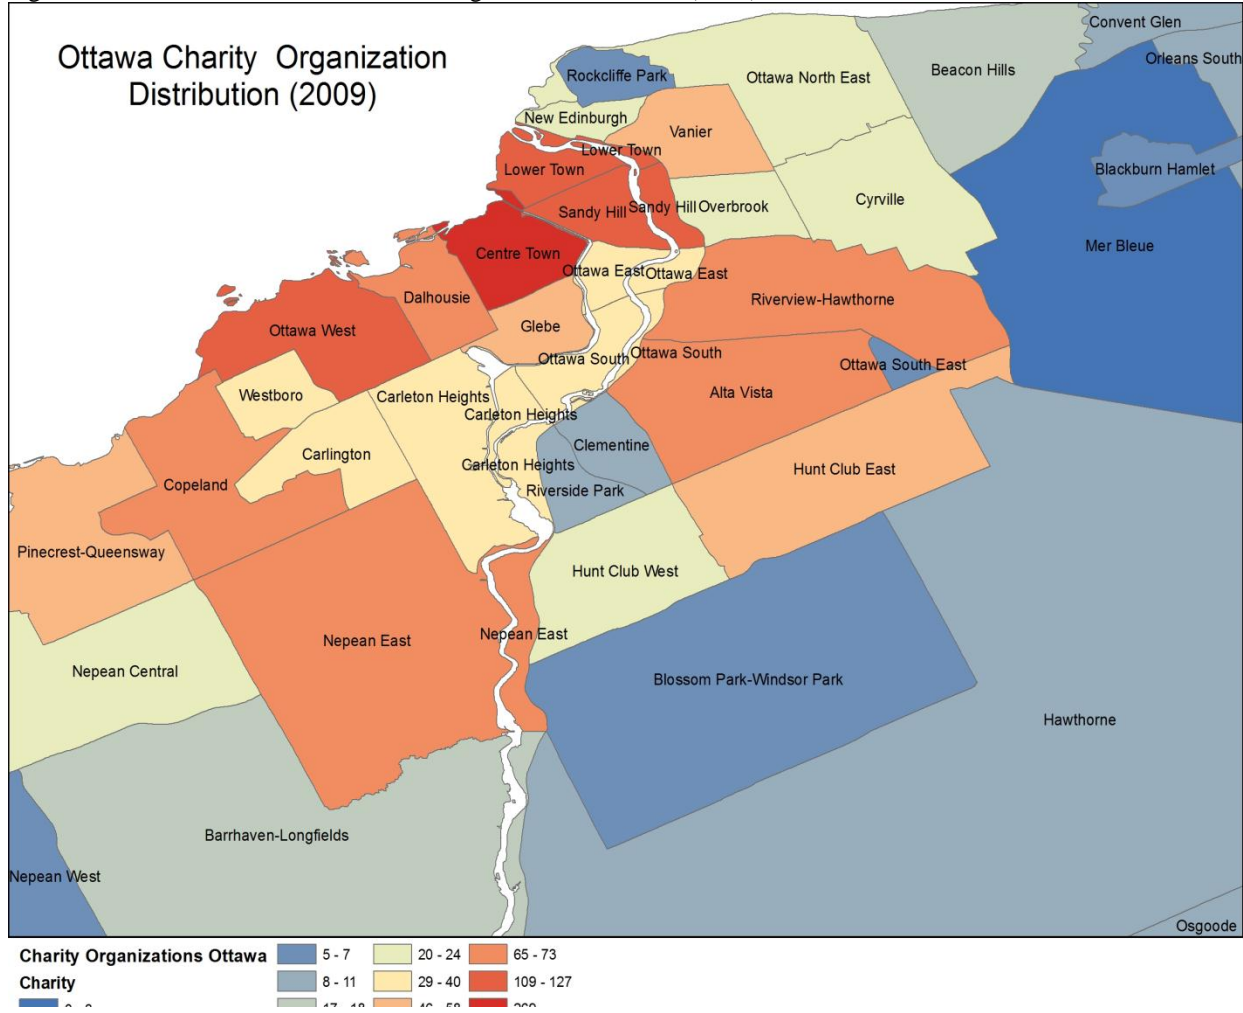 Ottawa Charity Organization
Distribution (2009)
Convent Glen
Orleans South
Rockcliffe Park
Ottawa North East
Beacon Hills
New Edinburgh
Vanier
Lower Town
Lower Town
Blackburn Hamlet
Sandy Hill
Sandy Hill
Overbrook
Cyrville
Mer Bleue
Centre Town
Ottawa East
Ottawa East
Dalhousie
Riverview-Hawthorne
Ottawa West
Glebe
Ottawa South
Ottawa South
Ottawa South East
Westboro
Carleton Heights
Alta Vista
Carleton Heights
Clementine
Carlington
Carleton Heights
Hunt Club East
Copeland
Riverside Park
Pinecrest-Queensway
Hunt Club West
Nepean East
Nepean East
Nepean Central
Blossom Park-Windsor Park
Hawthorne
Barrhaven-Longfields
Nepean West
Osgoode
Charity Organizations Ottawa
Charity
5 - 7
8 - 11
20 - 24
29 - 40
65 - 73
109 - 127